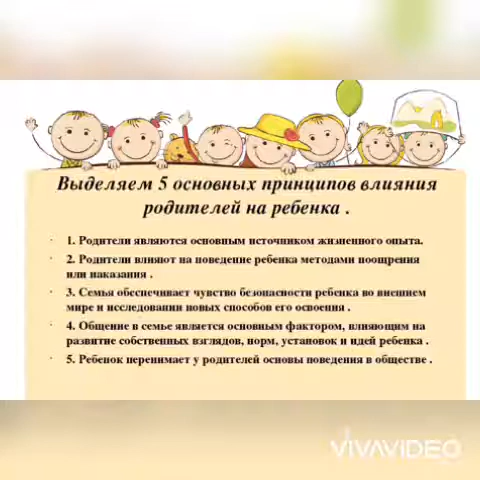 Выделяем 5 основных принципов влияния
родителей на ребенка .
· 1. Родители являются основным источником жизненного опыта.
· 2. Родители влияют на поведение ребенка методами поощрения
или наказания .
· 3. Семья обеспечивает чувство безопасности ребенка во внешнем
мире и исследовании новых способов его освоения .
· 4. Общение в семье является основным фактором, влияющим на
развитие собственных взглядов, норм, установок и идей ребенка .
· 5. Ребенок перенимает у родителей основы поведения в обществе .
VIVAVIDEO